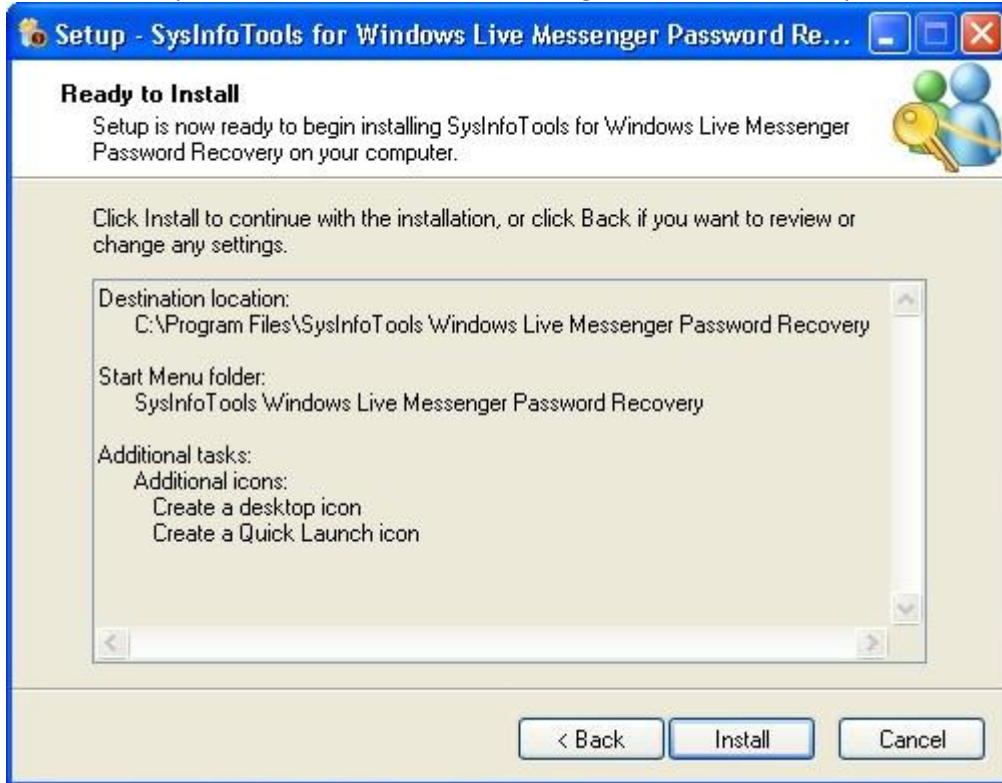 Setup - SysInfoTools for Windows Live Messenger Password Re...
Ready to Install
Setup is now ready to begin installing SysInfoTools for Windows Live Messenger
Password Recovery on your computer.
Click Install to continue with the installation, or click Back if you want to review or
change any settings.
Destination location:
C:\Program Files\SysInfoTools Windows Live Messenger Password Recovery
Start Menu folder:
SysInfoTools Windows Live Messenger Password Recovery
Additional tasks:
Additional icons:
Create a desktop icon
Create a Quick Launch icon
< Back Install Cancel